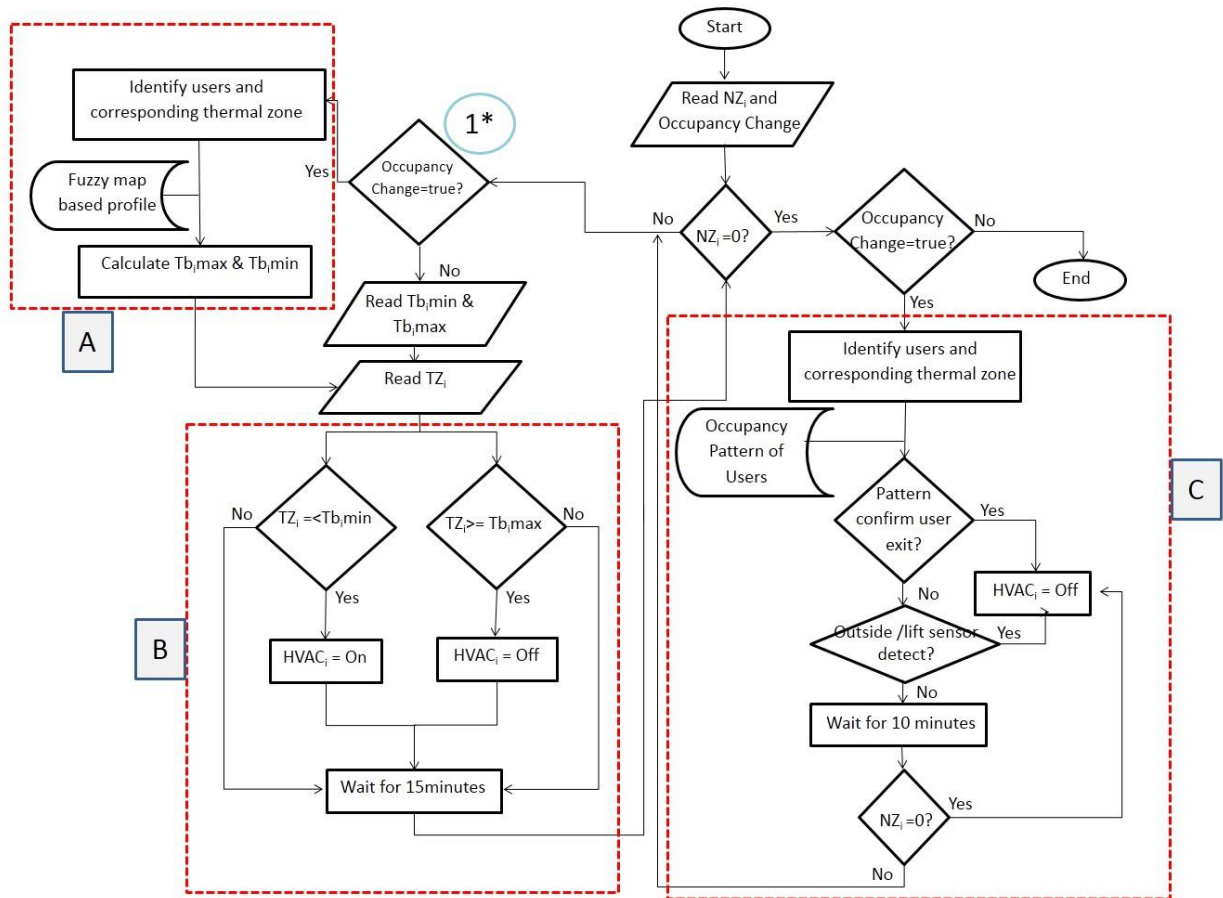 Start
Read NZi and
Occupancy Change
NZi =0?
No
Yes
Occupancy
Change=true?
No
End
Yes
1*
Occupancy
Change=true?
Yes
No
Identify users and
corresponding thermal zone
Fuzzy map
based profile
Calculate Tbimax & Tbimin
A
Read Tbimin &
Tbimax
Read TZi
TZi =<Tbimin
No
Yes
TZi>= Tbimax
No
Yes
HVACi = On
HVACi = Off
Wait for 15minutes
B
Identify users and
corresponding thermal zone
Occupancy
Pattern of
Users
Pattern
confirm user
exit?
Yes
No
HVACi = Off
Outside /lift sensor
detect?
Yes
No
Wait for 10 minutes
NZi =0?
Yes
No
C